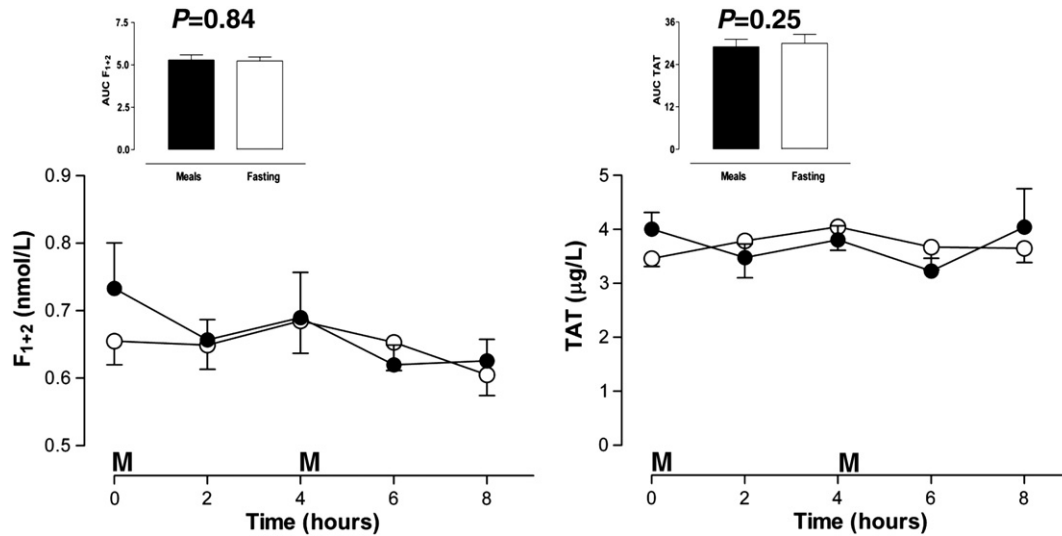 P=0.84
7.5
5.0
2.5
0.0
AUC F1+2
Meals Fasting
0.9
0.8
0.7
0.6
0.5
F1+2 (nmol/L)
M M
0 2 4 6 8
Time (hours)
P=0.25
36
24
12
0
AUC TAT
Meals Fasting
5
4
3
2
1
0
TAT (µg/L)
M M
0 2 4 6 8
Time (hours)